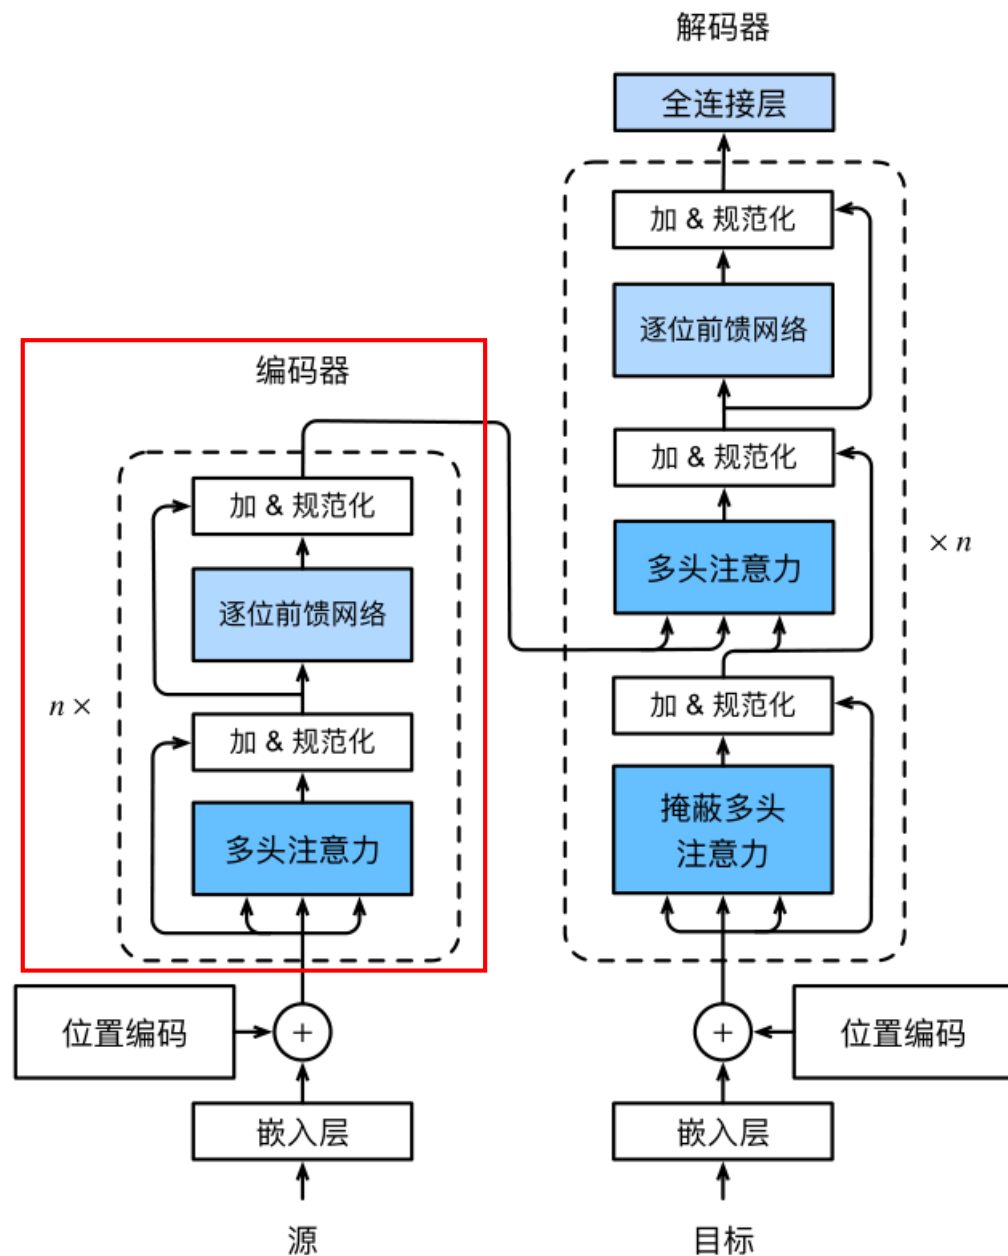 解码器
全连接层
加 & 规范化
逐位前馈网络
加 & 规范化
多头注意力
× n
加 & 规范化
掩蔽多头
注意力
位置编码
+
嵌入层
目标
编码器
加 & 规范化
逐位前馈网络
n ×
加 & 规范化
多头注意力
位置编码
+
嵌入层
源